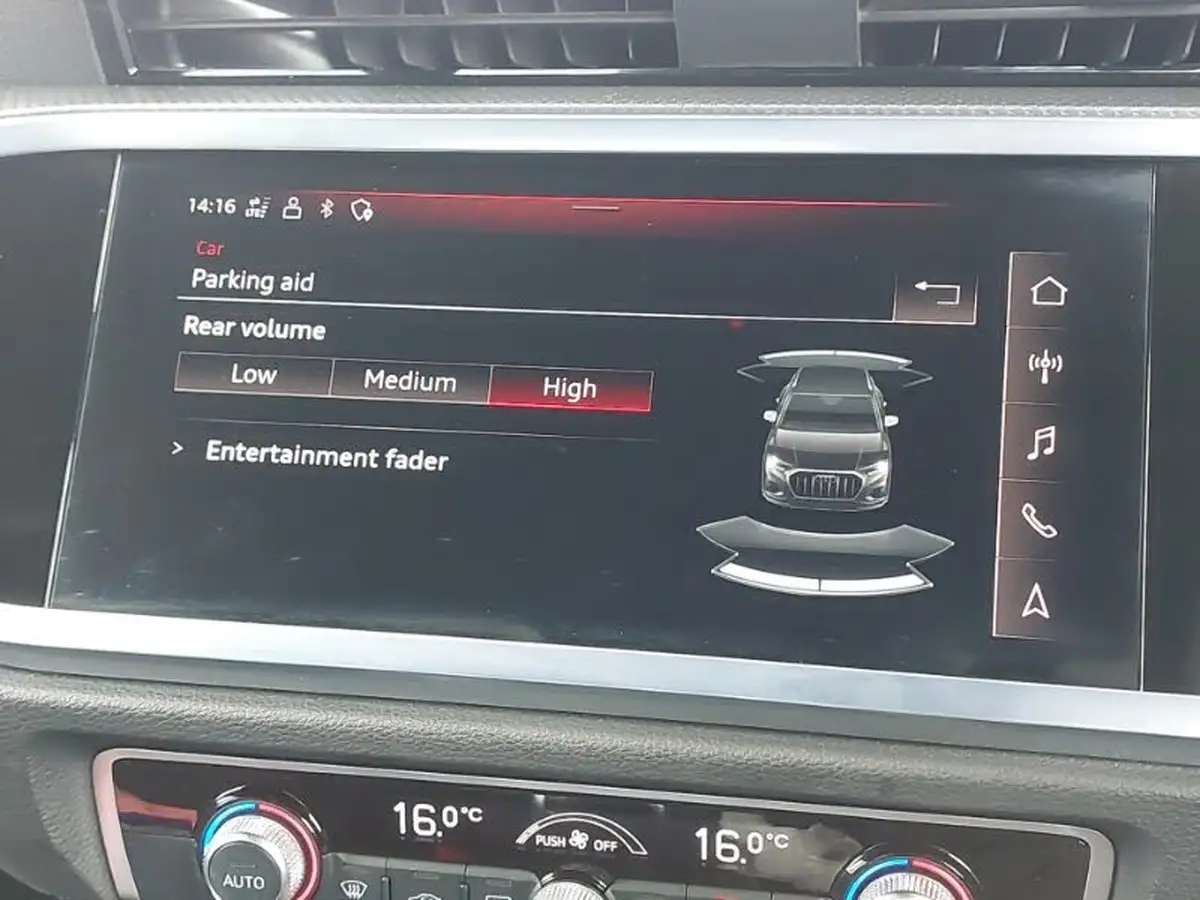 14:16 LTE
Car
Parking aid
Rear volume
Low Medium High
Entertainment fader
16.0°C PUSH OFF 16.0°C
AUTO